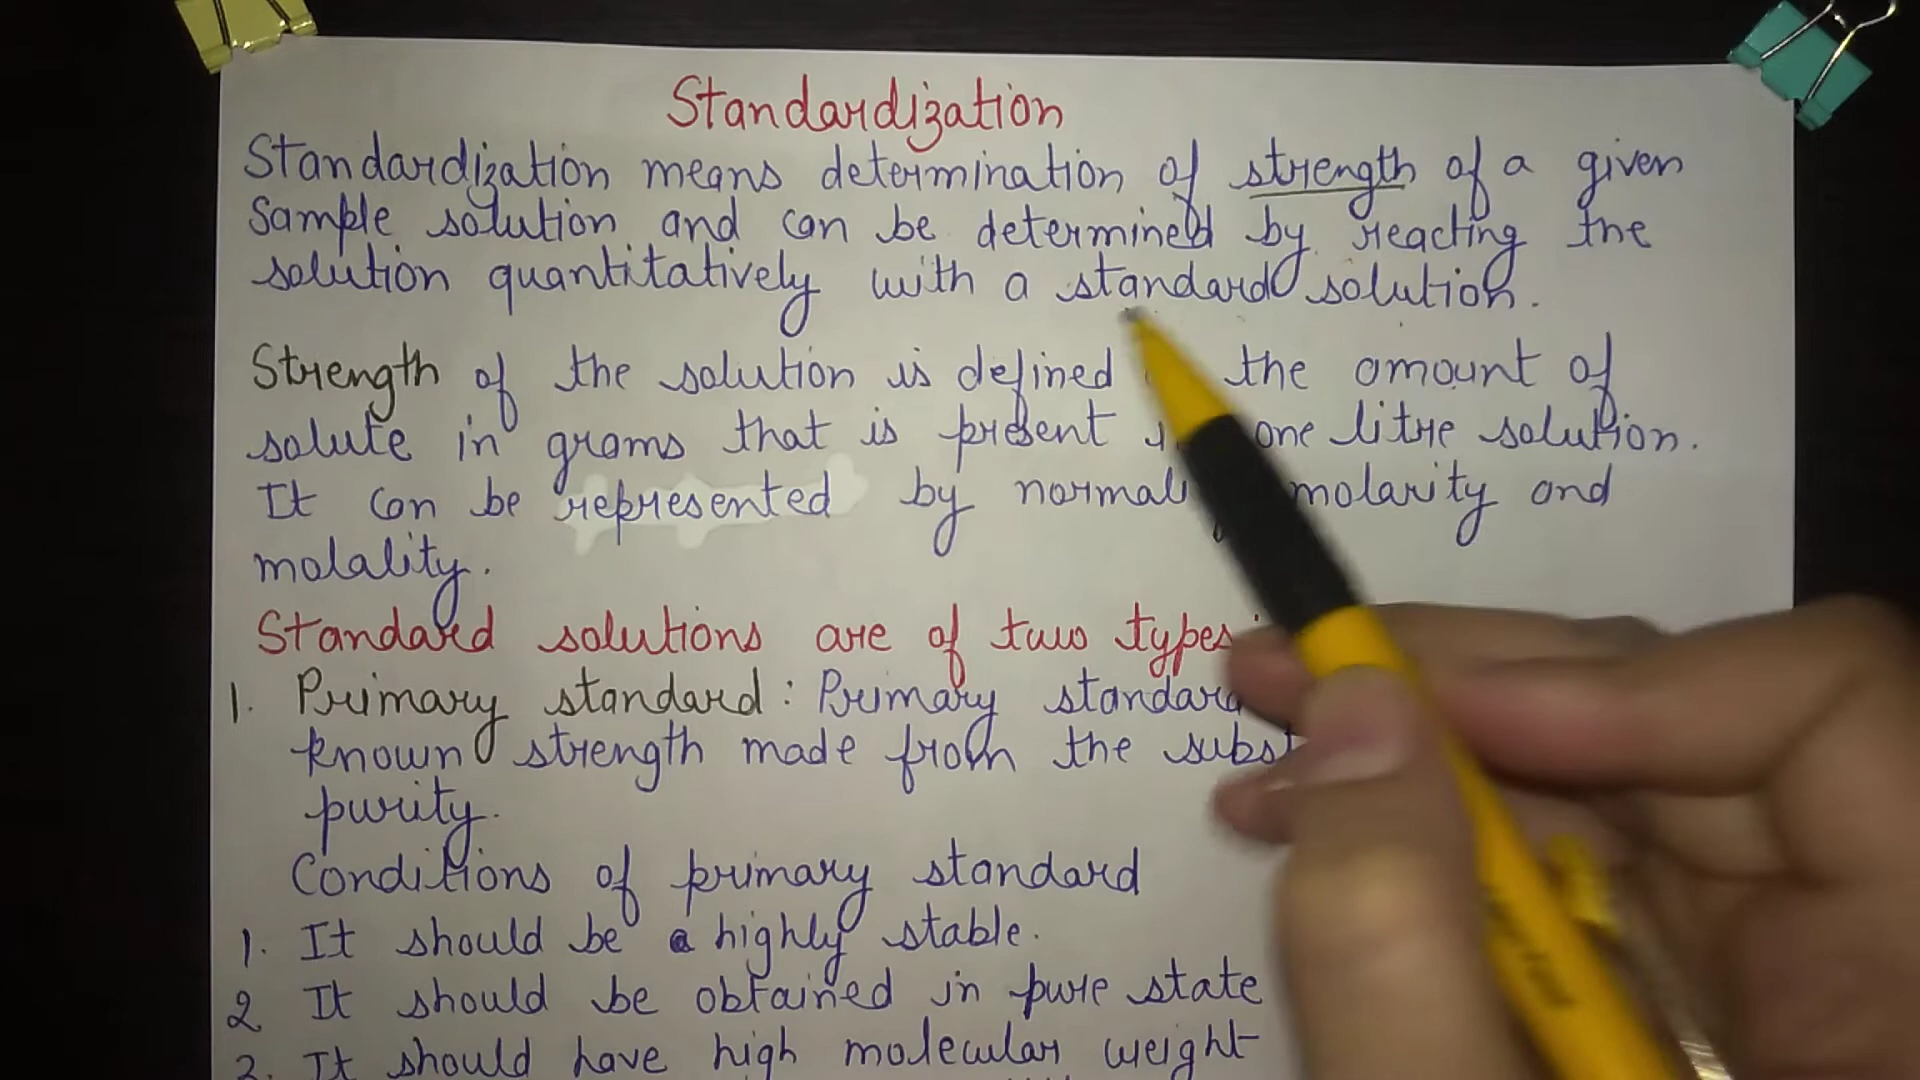 Standardization
Standardization means determination of strength of a given
Sample solution and can be determined by reacting the
solution quantitatively with a standard solution.
Strength of the solution is defined the amount of
solute in grams that is present one litre solution.
It can be represented by molarity and
molality.
Standard solutions are of two types:
1. Primary standard: Primary standard
known strength made from the
purity.
Conditions of primary standard
1. It should be a highly stable.
2 It should be obtained in pure state
3. It should have high molecular weight